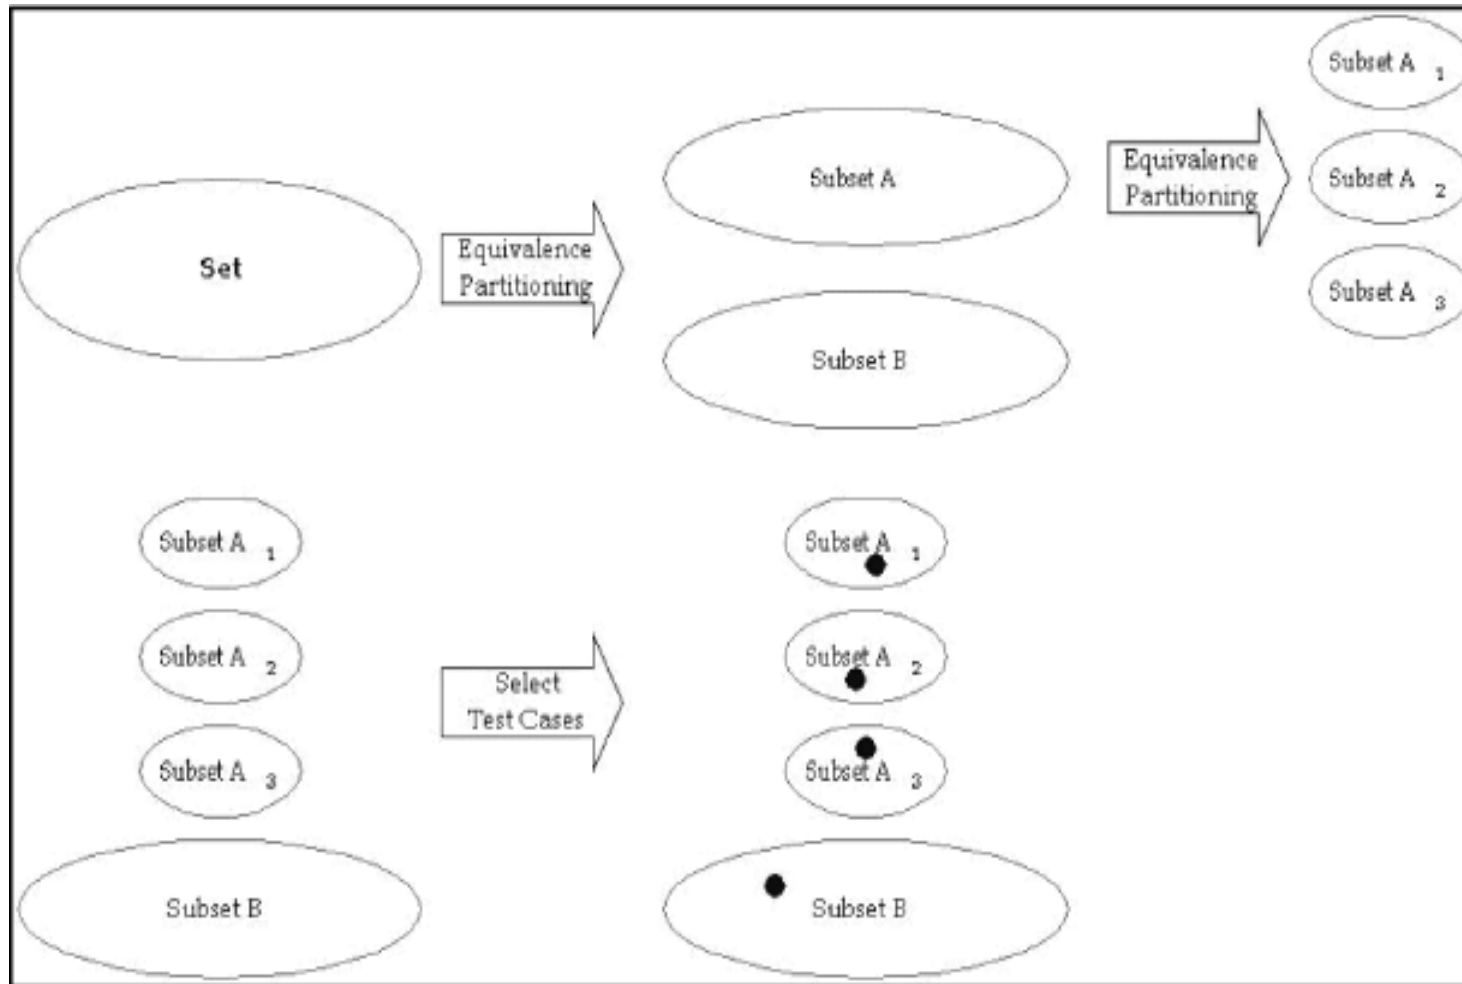 Set
Equivalence
Partitioning
Subset A
Subset B
Equivalence
Partitioning
Subset A 1
Subset A 2
Subset A 3
Subset A 1
Subset A 2
Subset A 3
Subset B
Select
Test Cases
Subset A 1
Subset A 2
Subset A 3
Subset B